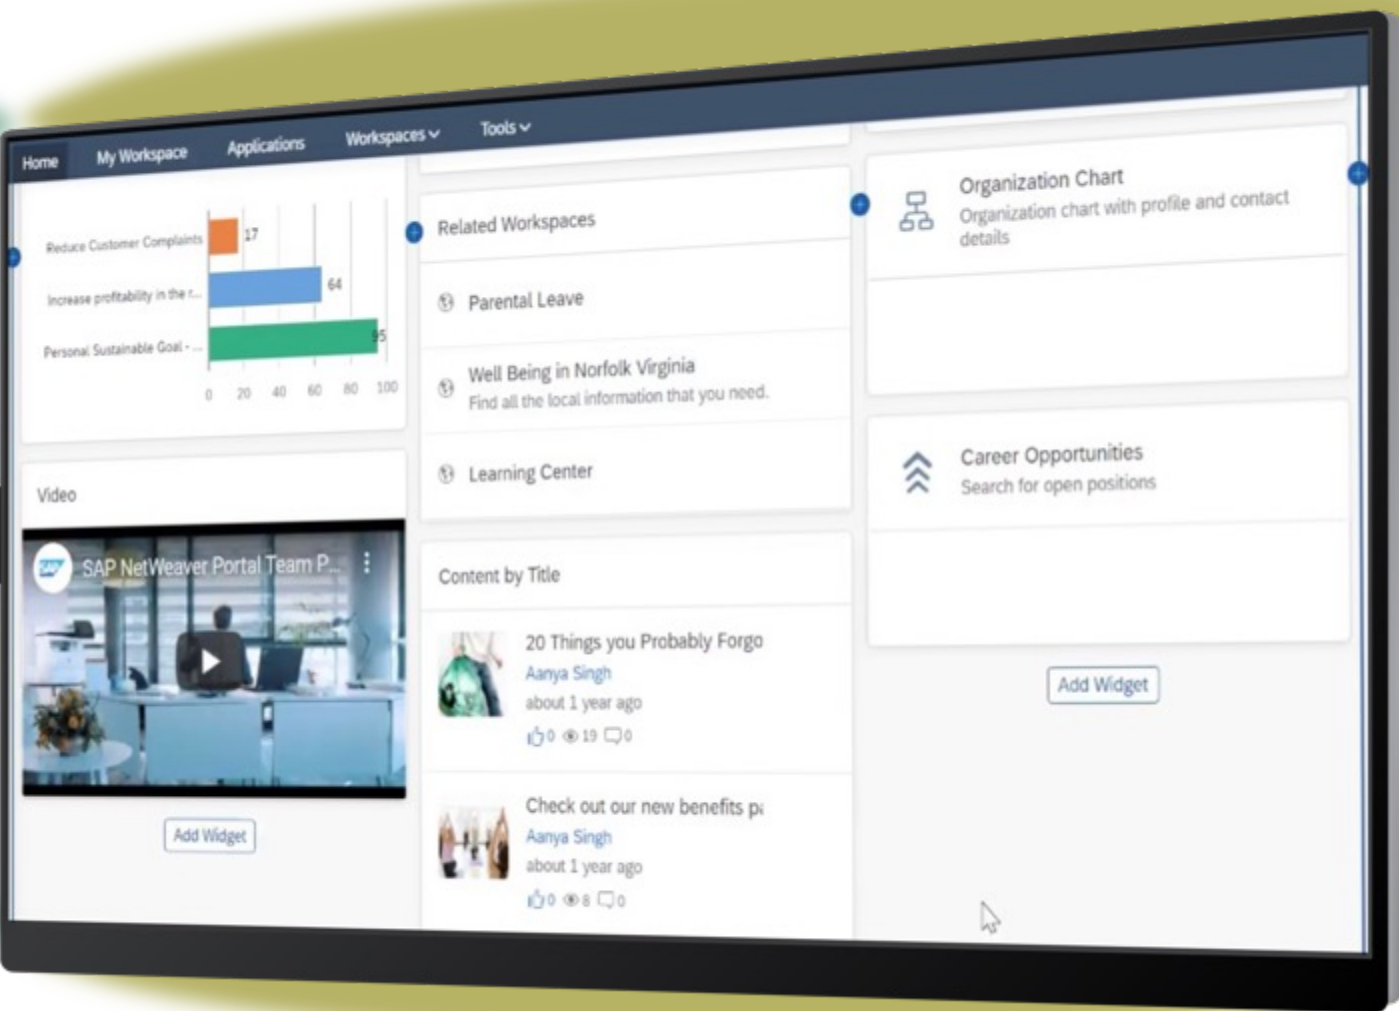 Home
My Workspace
Applications
Workspaces
Tools
Reduce Customer Complaints
17
Increase profitability in the r...
64
Personal Sustainable Goal - ...
95
0 20 40 60 80 100
Video
SAP
SAP NetWeaver Portal Team P...
Add Widget
Related Workspaces
Parental Leave
Well Being in Norfolk Virginia
Find all the local information that you need.
Learning Center
Content by Title
20 Things you Probably Forgo
Aanya Singh
about 1 year ago
0 19 0
Check out our new benefits pa
Aanya Singh
about 1 year ago
0 8 0
Organization Chart
Organization chart with profile and contact
details
Career Opportunities
Search for open positions
Add Widget